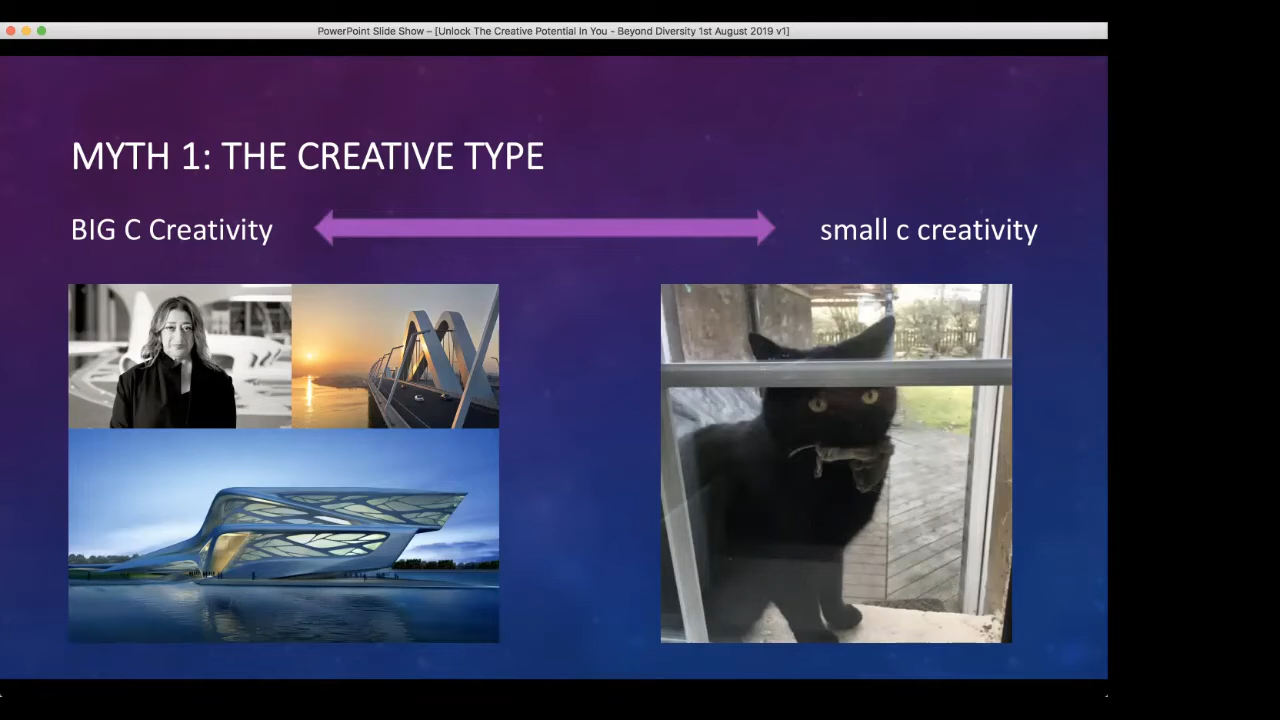 PowerPoint Slide Show – [Unlock The Creative Potential In You - Beyond Diversity 1st August 2019 v1]
MYTH 1: THE CREATIVE TYPE
BIG C Creativity
small c creativity